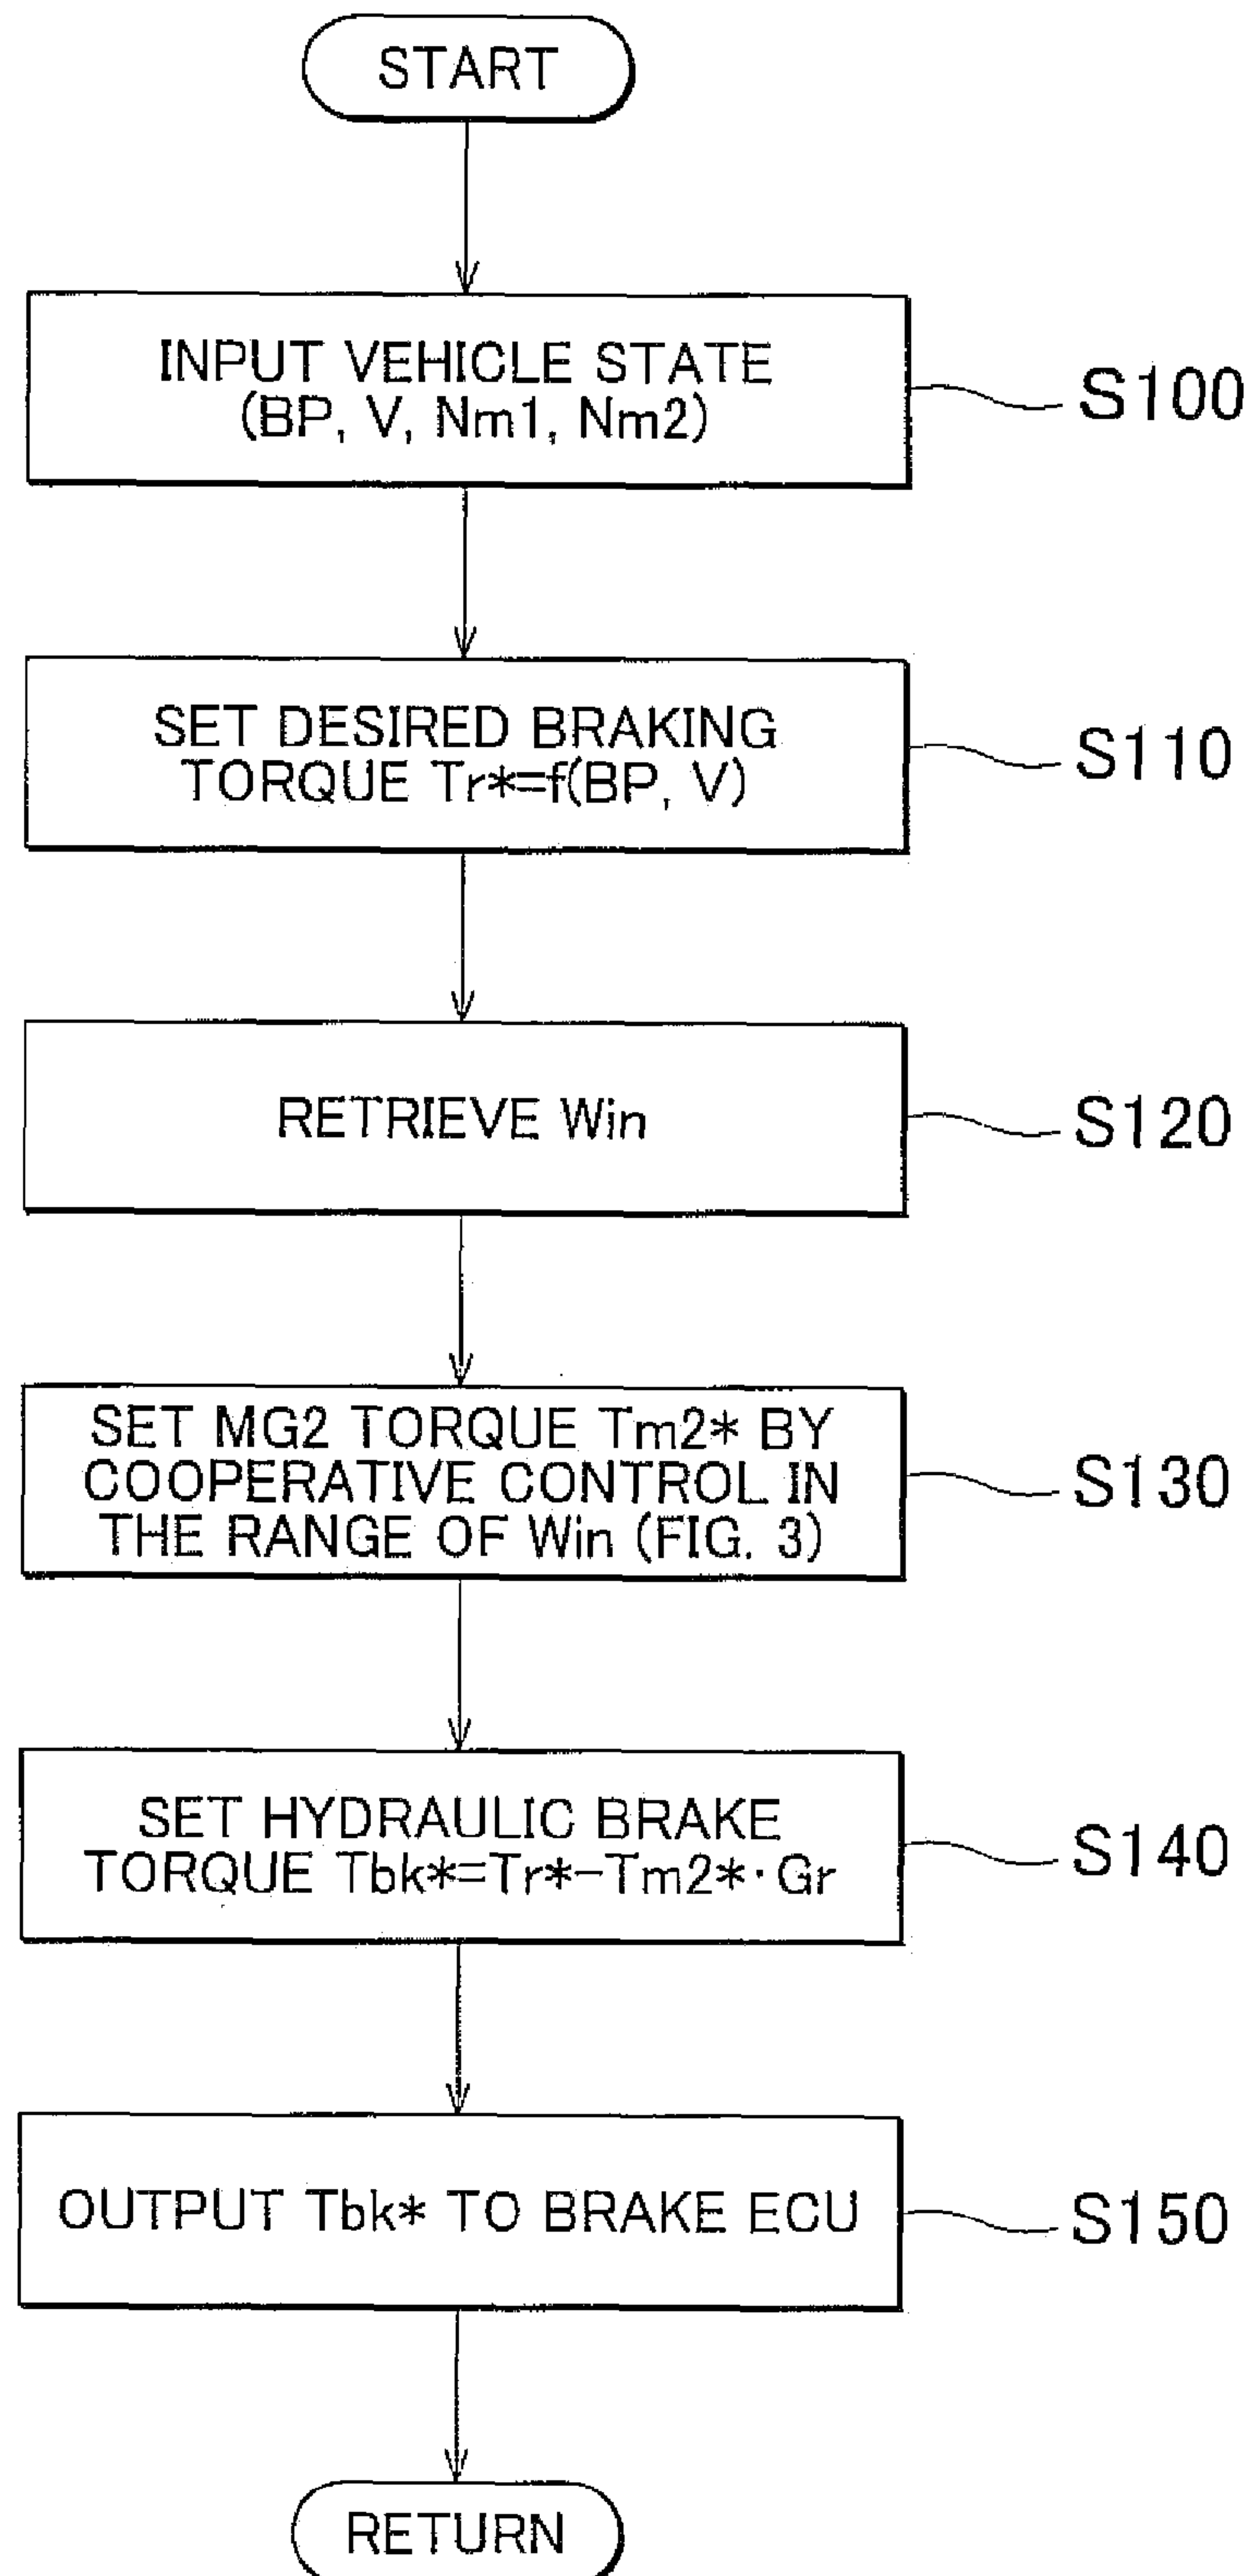 START
INPUT VEHICLE STATE
(BP, V, Nm1, Nm2)
S100
SET DESIRED BRAKING
TORQUE Tr*=f(BP, V)
S110
RETRIEVE Win
S120
SET MG2 TORQUE Tm2* BY
COOPERATIVE CONTROL IN
THE RANGE OF Win (FIG. 3)
S130
SET HYDRAULIC BRAKE
TORQUE Tbk*=Tr*-Tm2*·Gr
S140
OUTPUT Tbk* TO BRAKE ECU
S150
RETURN